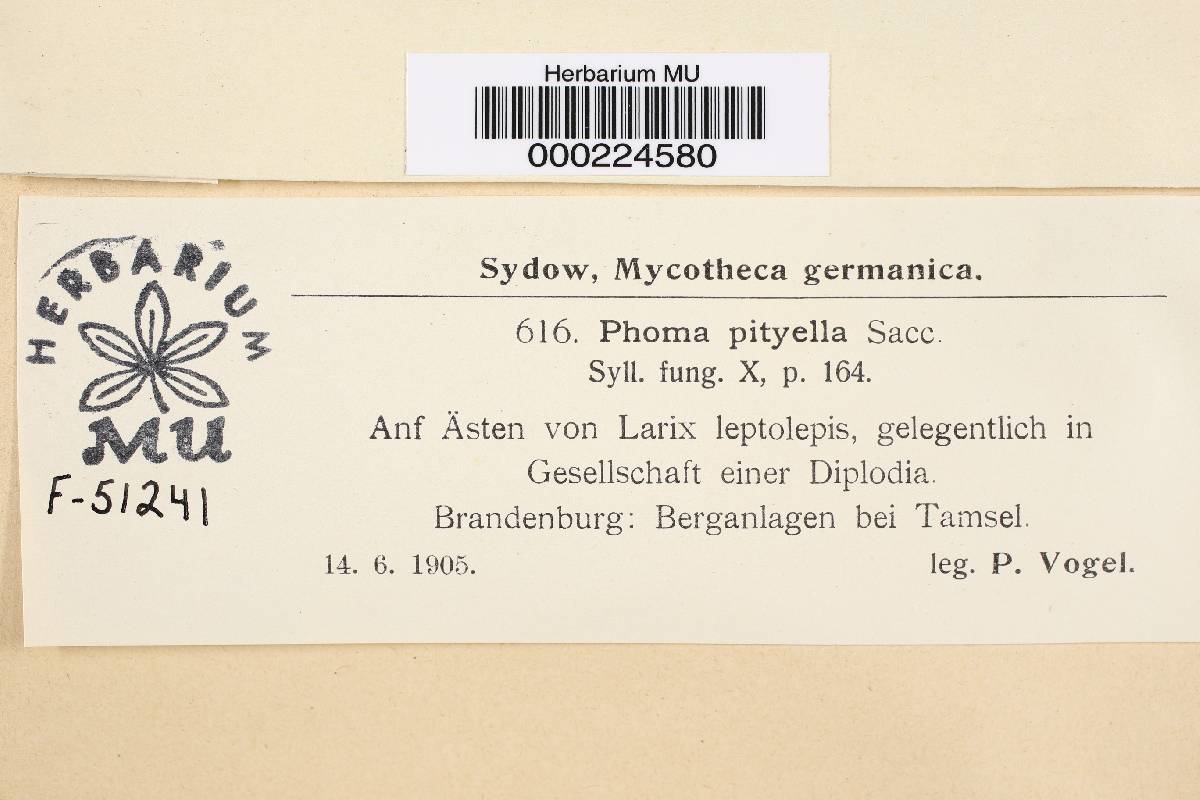 Herbarium MU
000224580
HERBARIUM
MU
F-51241
Sydow, Mycotheca germanica.
616. Phoma pityella Sacc.
Syll. fung. X, p. 164.
Anf Ästen von Larix leptolepis, gelegentlich in
Gesellschaft einer Diplodia.
Brandenburg: Berganlagen bei Tamsel.
14. 6. 1905. leg. P. Vogel.